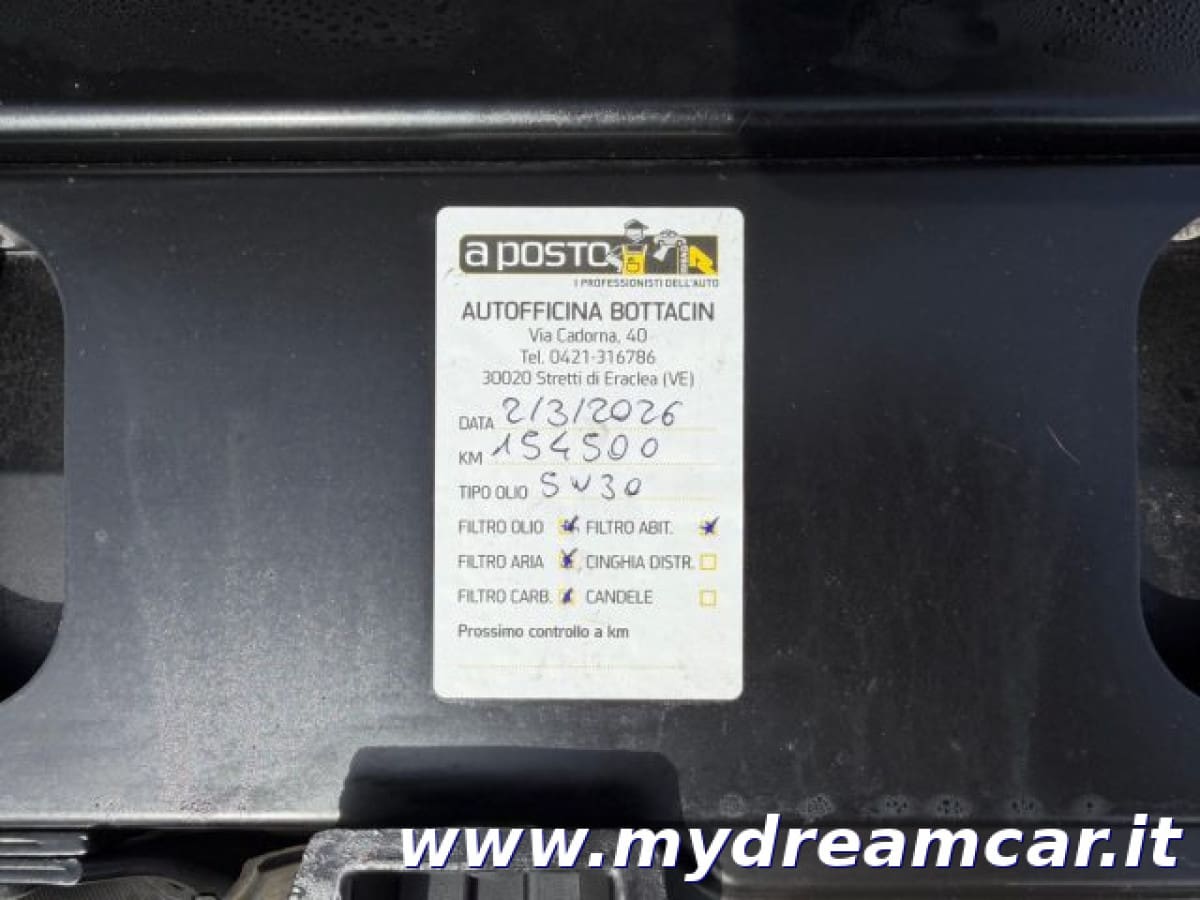 a posto
I PROFESSIONISTI DELL'AUTO
AUTOFFICINA BOTTACIN
Via Cadorna, 40
Tel. 0421-316786
30020 Stretti di Eraclea (VE)
DATA 2/3/2026
KM 154500
TIPO OLIO 5W30
FILTRO OLIO FILTRO ABIT.
FILTRO ARIA CINGHIA DISTR.
FILTRO CARB. CANDELE
Prossimo controllo a km
www.mydreamcar.it